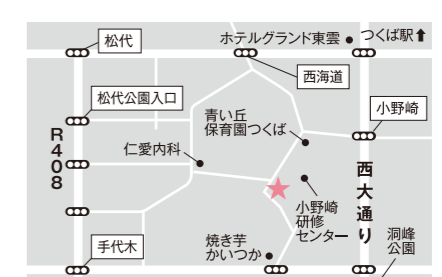 松代
ホテルグランド東雲
つくば駅⬆
西海道
松代公園入口
小野崎
青い丘
保育園つくば
R408
仁愛内科
西大通り
小野崎
研修
センター
洞峰
公園
手代木
焼き芋
かいつか